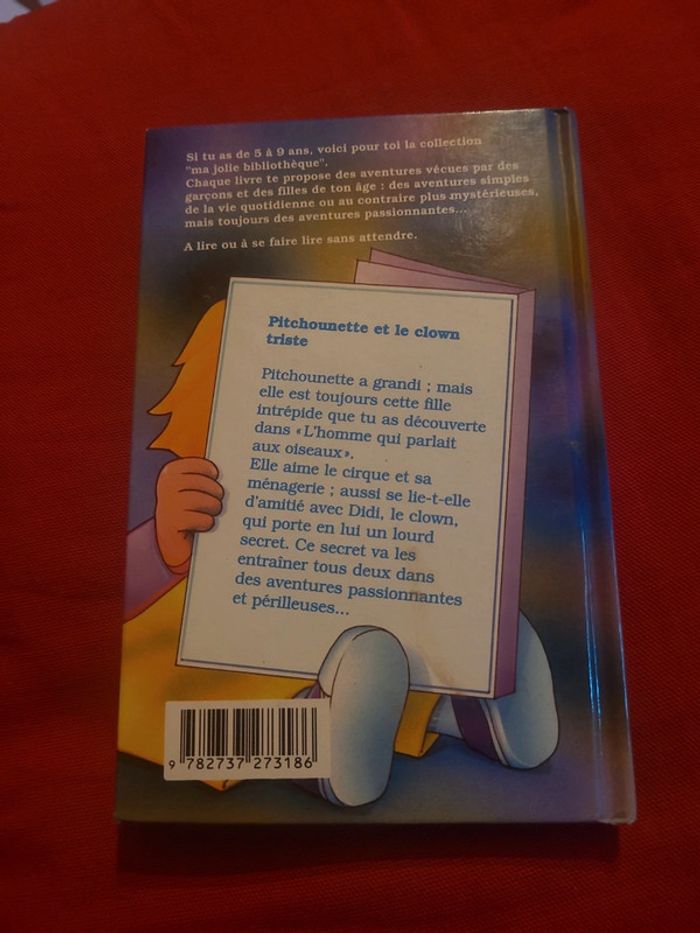 Si tu as de 5 à 9 ans, voici pour toi la collection
"ma jolie bibliothèque".
Chaque livre te propose des aventures vécues par des
garçons et des filles de ton âge : des aventures simples
de la vie quotidienne ou au contraire plus mystérieuses,
mais toujours des aventures passionnantes...
A lire ou à se faire lire sans attendre.
Pitchounette et le clown
triste
Pitchounette a grandi ; mais
elle est toujours cette fille
intrépide que tu as découverte
dans «L'homme qui parlait
aux oiseaux».
Elle aime le cirque et sa
ménagerie ; aussi se lie-t-elle
d'amitié avec Didi, le clown,
qui porte en lui un lourd
secret. Ce secret va les
entraîner tous deux dans
des aventures passionnantes
et périlleuses...
9 782737 273186